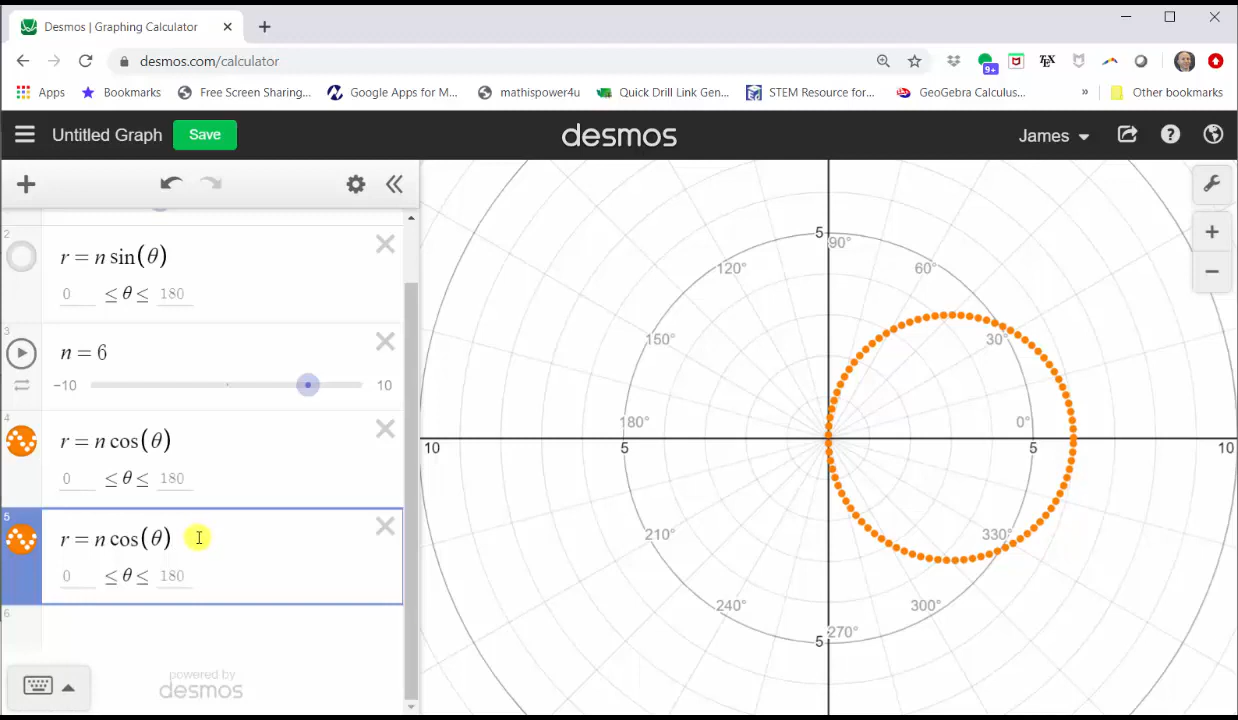 Desmos | Graphing Calculator
desmos.com/calculator
9+
TEX
Apps Bookmarks Free Screen Sharing... Google Apps for M... mathispower4u Quick Drill Link Gen... STEM Resource for... GeoGebra Calculus... » Other bookmarks
Untitled Graph Save desmos James
2
r = n sin(θ)
0 ≤ θ ≤ 180
3
n = 6
−10 10
4
r = n cos(θ)
0 ≤ θ ≤ 180
5
r = n cos(θ)
0 ≤ θ ≤ 180
6
powered by
desmos
5 90°
120° 60°
150° 30°
180° 0°
10 5 5 10
210° 330°
240° 300°
5 270°